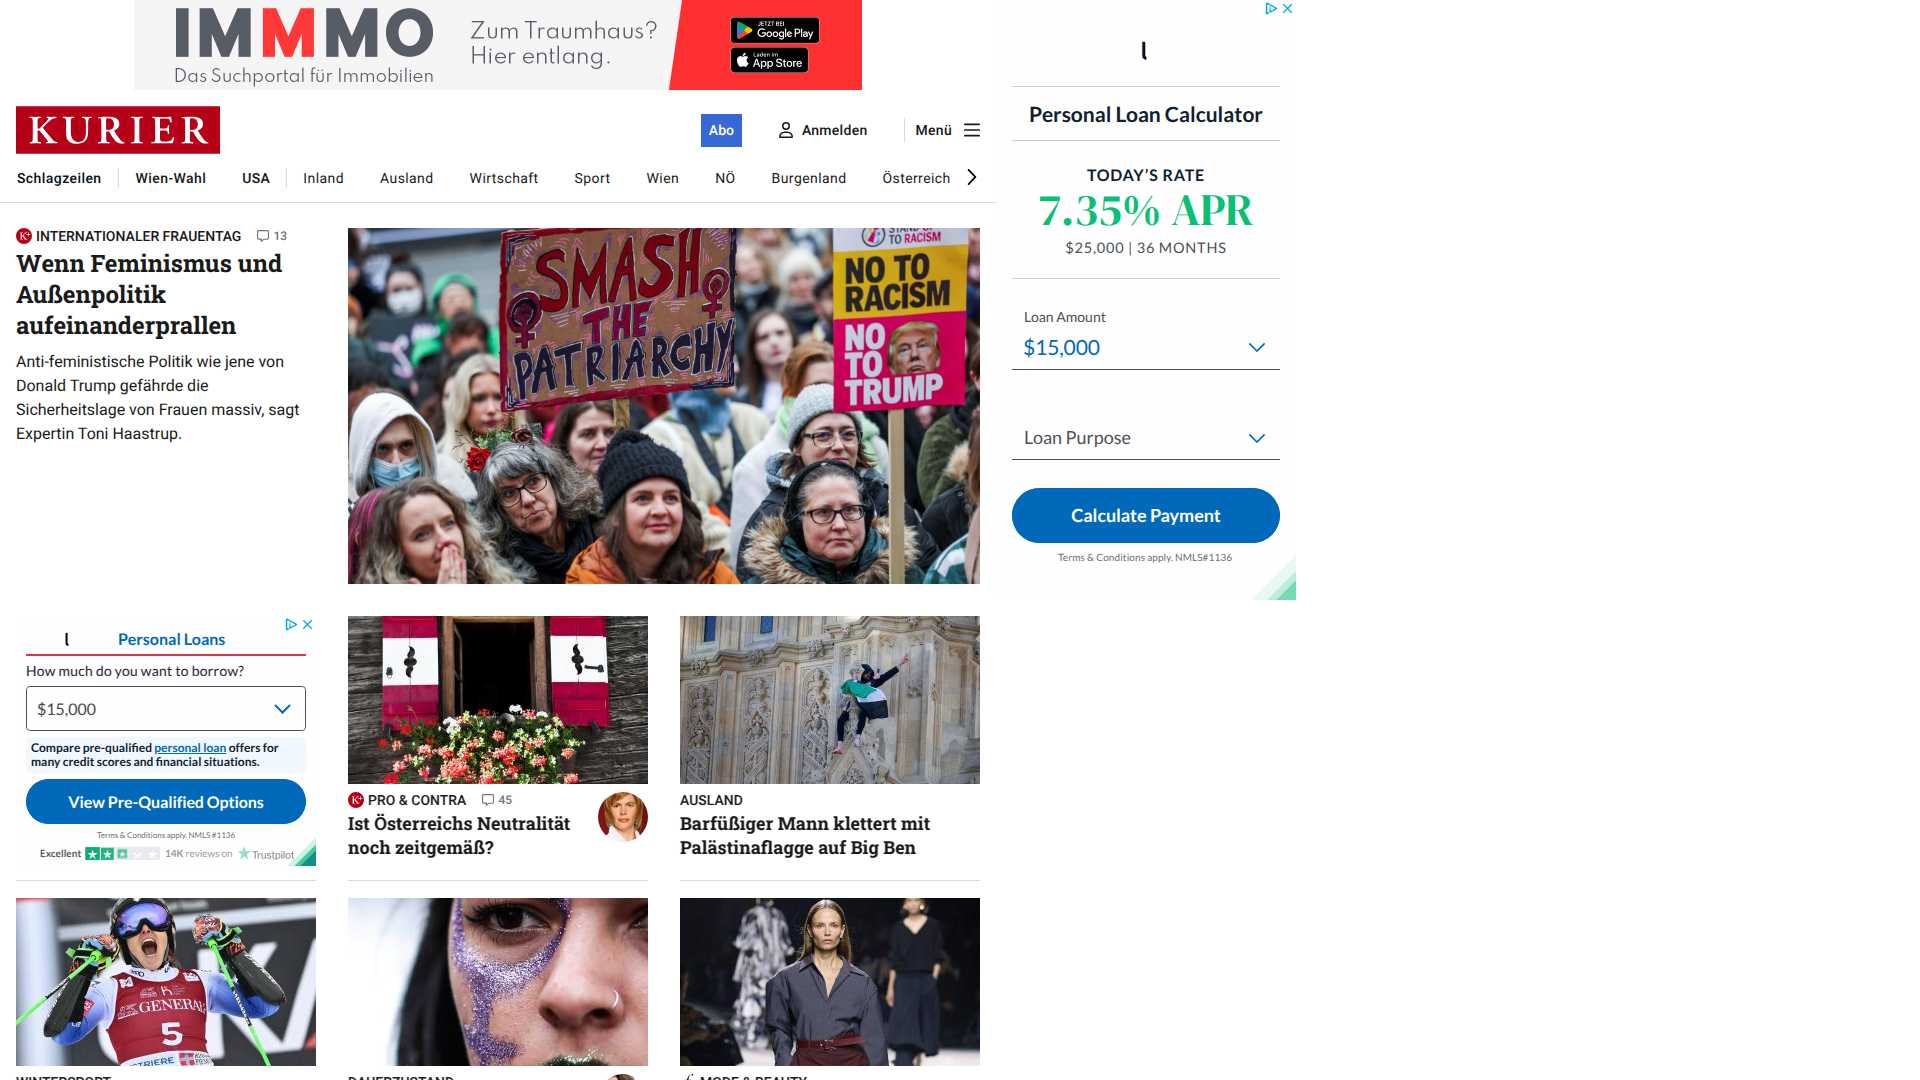 IMMMO
Das Suchportal für Immobilien
Zum Traumhaus?
Hier entlang.
JETZT BEI
Google Play
Laden im
App Store
KURIER
Abo
Anmelden
Menü
Schlagzeilen
Wien-Wahl
USA
Inland
Ausland
Wirtschaft
Sport
Wien
NÖ
Burgenland
Österreich
INTERNATIONALER FRAUENTAG
13
Wenn Feminismus und
Außenpolitik
aufeinanderprallen
Anti-feministische Politik wie jene von
Donald Trump gefährde die
Sicherheitslage von Frauen massiv, sagt
Expertin Toni Haastrup.
SMASH
THE
PATRIARCHY
TO RACISM
NO TO
RACISM
NO
TO
TRUMP
Personal Loan Calculator
TODAY'S RATE
7.35% APR
$25,000 | 36 MONTHS
Loan Amount
$15,000
Loan Purpose
Calculate Payment
Terms & Conditions apply. NMLS#1136
Personal Loans
How much do you want to borrow?
$15,000
Compare pre-qualified personal loan offers for
many credit scores and financial situations.
View Pre-Qualified Options
Terms & Conditions apply. NMLS #1136
Excellent
14K reviews on
Trustpilot
K+ PRO & CONTRA
45
Ist Österreichs Neutralität
noch zeitgemäß?
AUSLAND
Barfüßiger Mann klettert mit
Palästinaflagge auf Big Ben
GENERAL
5
WINTERSPORT
DAUERZUSTAND
MODE & BEAUTY